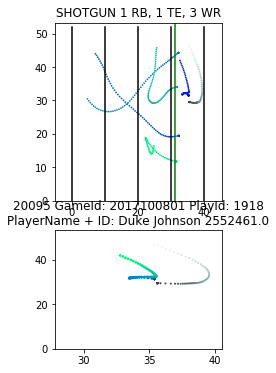 SHOTGUN 1 RB, 1 TE, 3 WR
50
40
30
20
10
0
0 20 40
20095 GameId: 2017100801 PlayId: 1918
PlayerName + ID: Duke Johnson 2552461.0
40
20
0
30 35 40